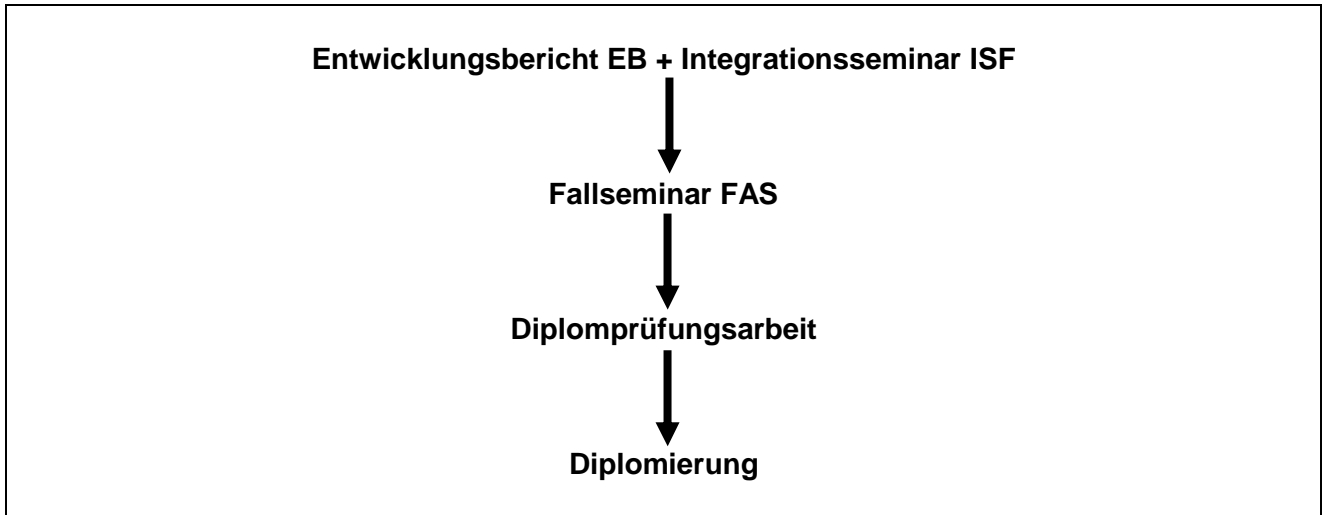 Entwicklungsbericht EB + Integrationsseminar ISF
Fallseminar FAS
Diplomprüfungsarbeit
Diplomierung